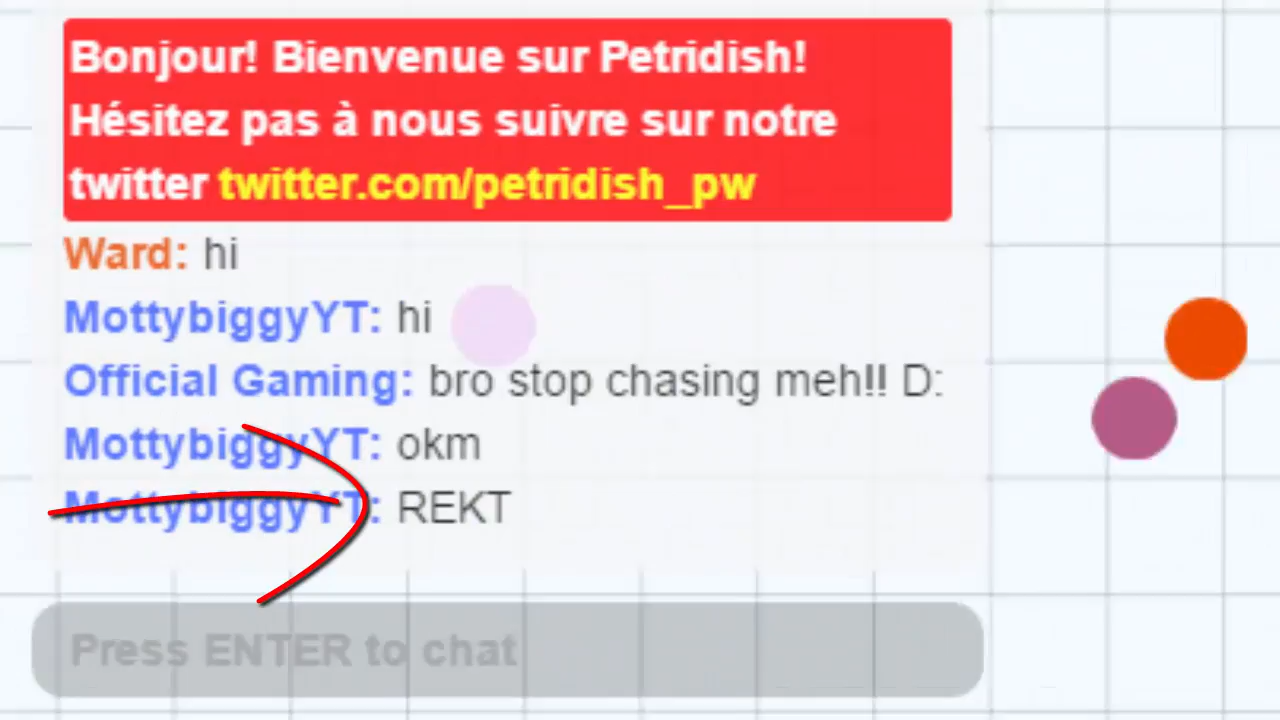 Bonjour! Bienvenue sur Petridish!
Hésitez pas à nous suivre sur notre
twitter twitter.com/petridish_pw
Ward: hi
MottybiggyYT: hi
Official Gaming: bro stop chasing meh!! D:
MottybiggyYT: okm
MottybiggyYT: REKT
Press ENTER to chat